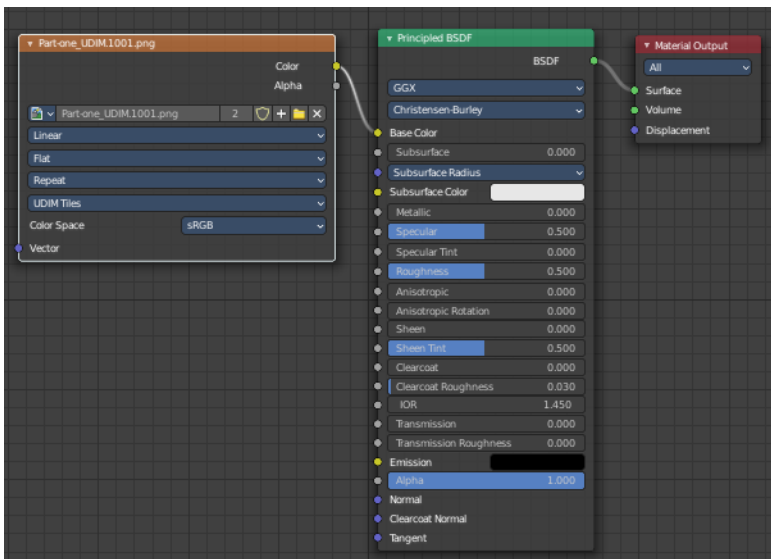 Part-one_UDIM.1001.png
Color
Alpha
Part-one_UDIM.1001.png 2
Linear
Flat
Repeat
UDIM Tiles
Color Space sRGB
Vector
Principled BSDF
BSDF
GGX
Christensen-Burley
Base Color
Subsurface 0.000
Subsurface Radius
Subsurface Color
Metallic 0.000
Specular 0.500
Specular Tint 0.000
Roughness 0.500
Anisotropic 0.000
Anisotropic Rotation 0.000
Sheen 0.000
Sheen Tint 0.500
Clearcoat 0.000
Clearcoat Roughness 0.030
IOR 1.450
Transmission 0.000
Transmission Roughness 0.000
Emission
Alpha 1.000
Normal
Clearcoat Normal
Tangent
Material Output
All
Surface
Volume
Displacement